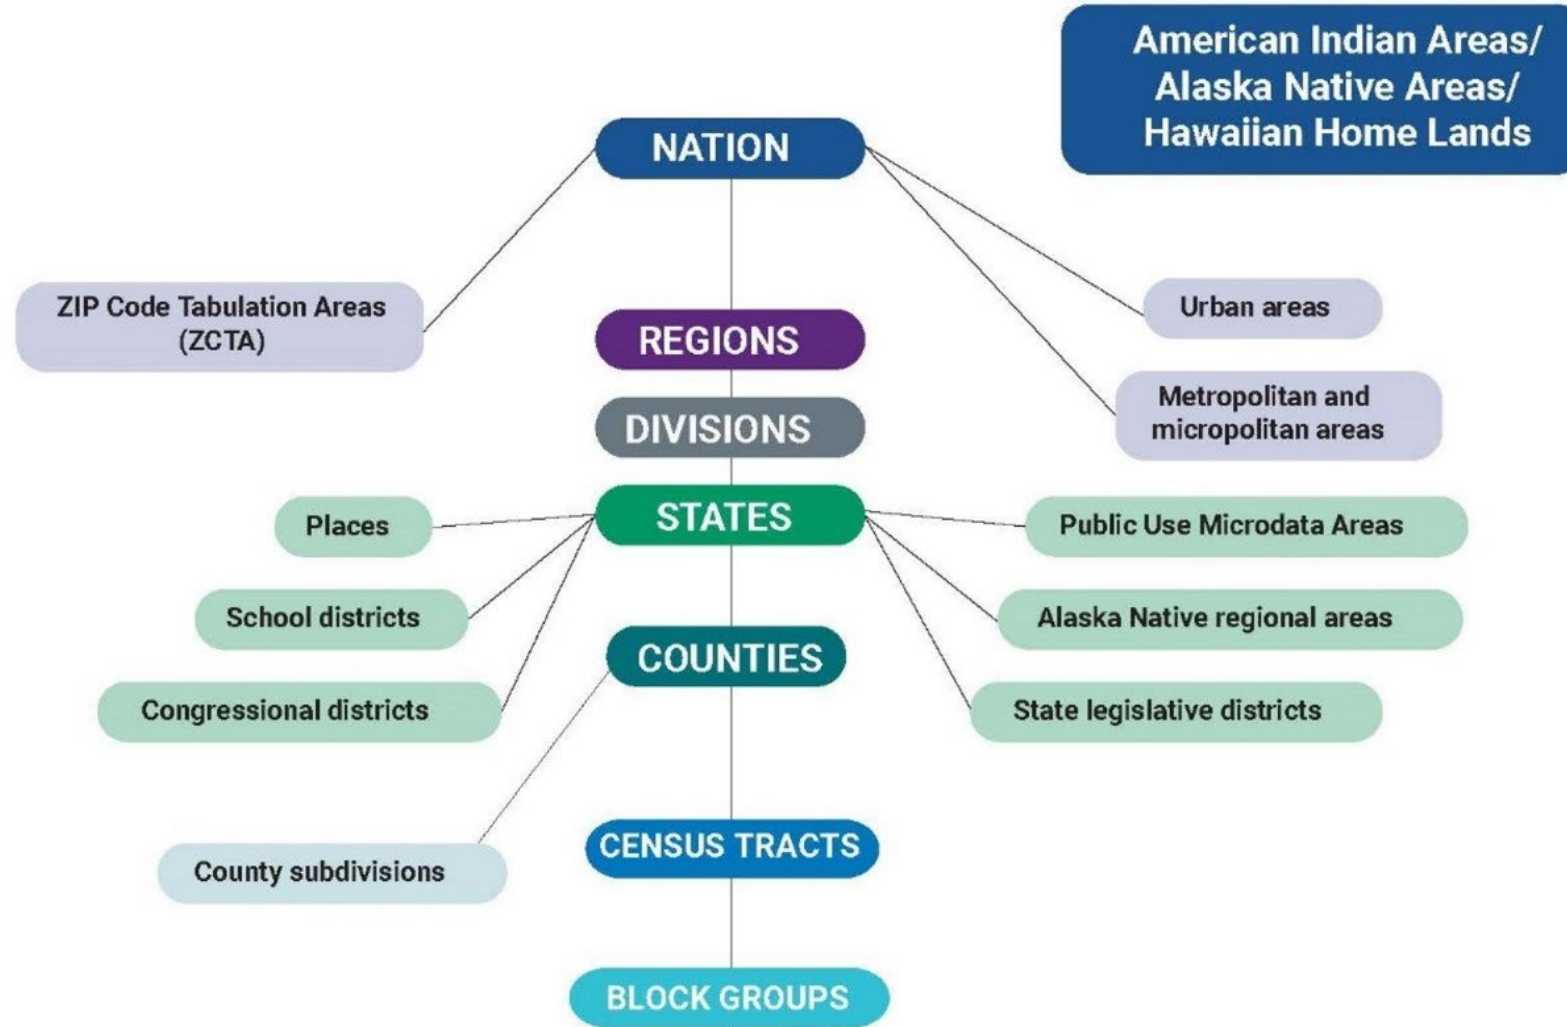 American Indian Areas/
Alaska Native Areas/
Hawaiian Home Lands
NATION
ZIP Code Tabulation Areas
(ZCTA)
Urban areas
REGIONS
Metropolitan and
micropolitan areas
DIVISIONS
STATES
Places
Public Use Microdata Areas
School districts
Alaska Native regional areas
COUNTIES
Congressional districts
State legislative districts
CENSUS TRACTS
County subdivisions
BLOCK GROUPS